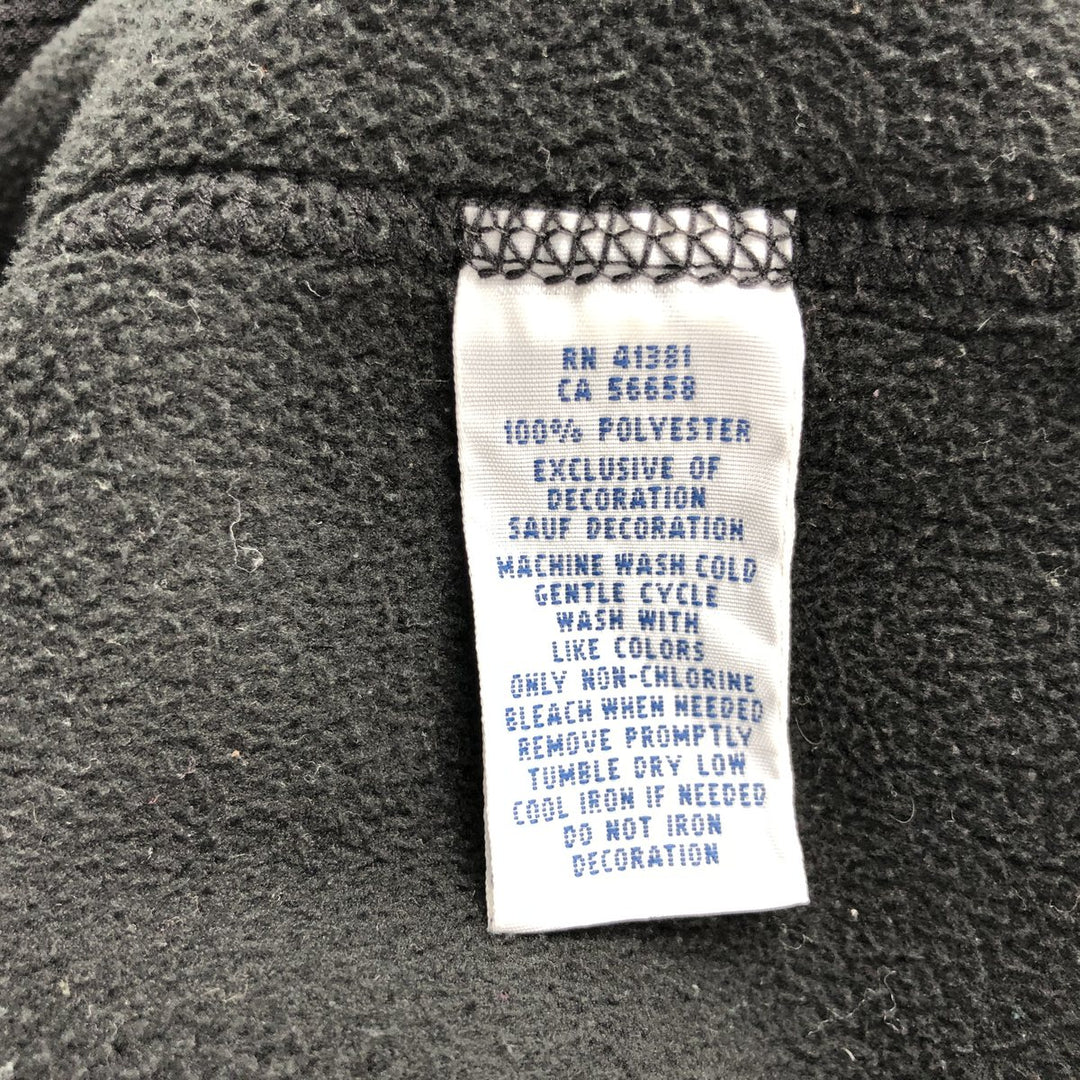 RN 41381
CA 56658
100% POLYESTER
EXCLUSIVE OF
DECORATION
SAUF DECORATION
MACHINE WASH COLD
GENTLE CYCLE
WASH WITH
LIKE COLORS
ONLY NON-CHLORINE
BLEACH WHEN NEEDED
REMOVE PROMPTLY
TUMBLE DRY LOW
COOL IRON IF NEEDED
DO NOT IRON
DECORATION